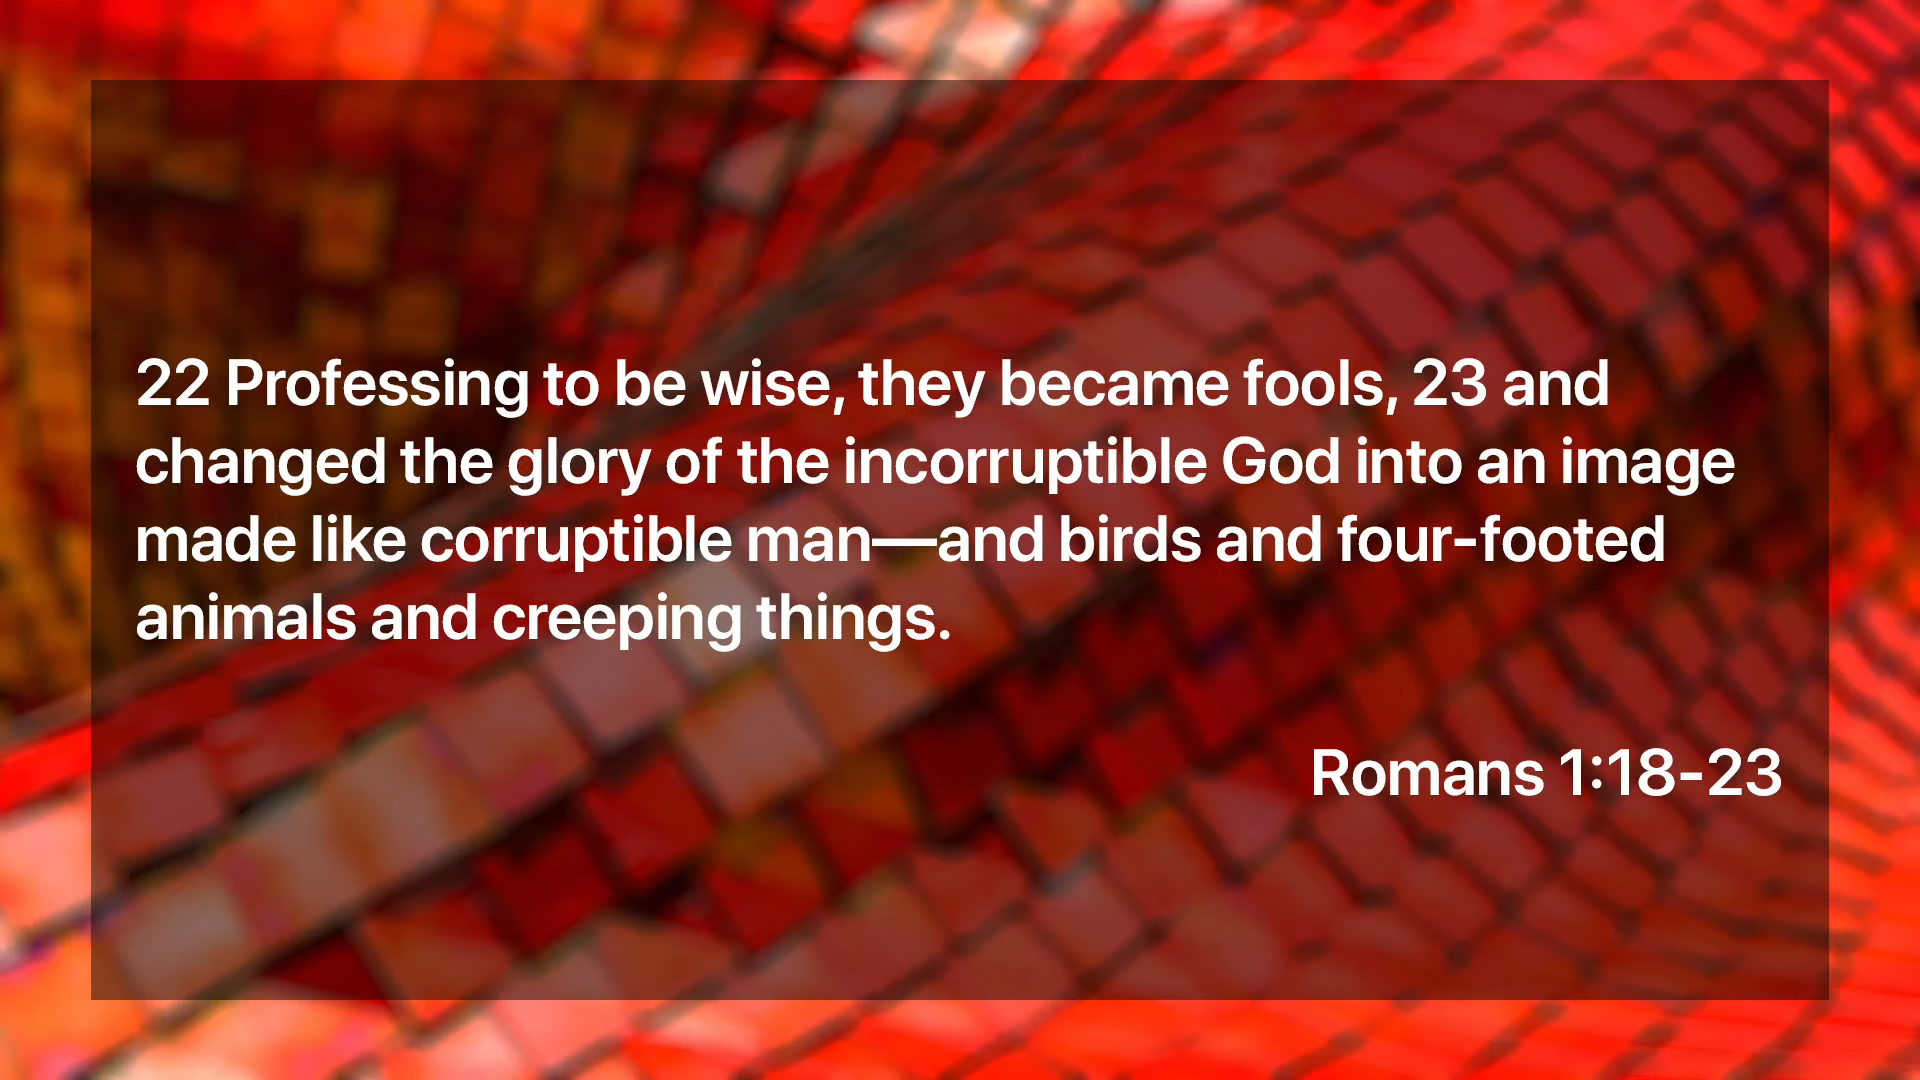 22 Professing to be wise, they became fools, 23 and
changed the glory of the incorruptible God into an image
made like corruptible man—and birds and four-footed
animals and creeping things.
Romans 1:18-23